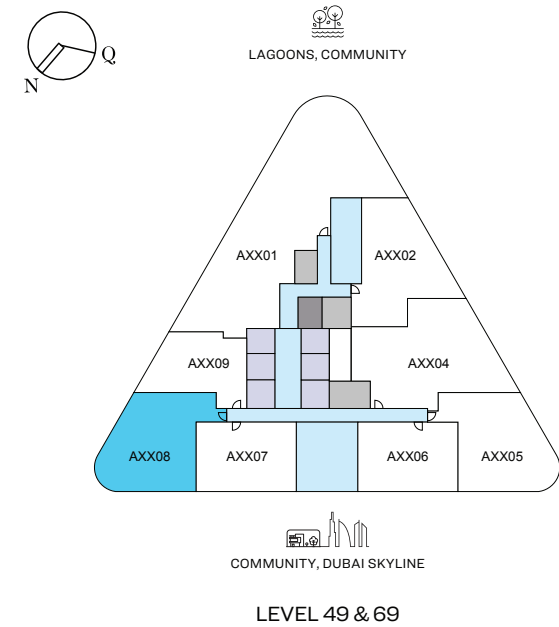 LAGOONS, COMMUNITY
Q
N
AXX01
AXX02
AXX09
AXX04
AXX08
AXX07
AXX06
AXX05
COMMUNITY, DUBAI SKYLINE
LEVEL 49 & 69